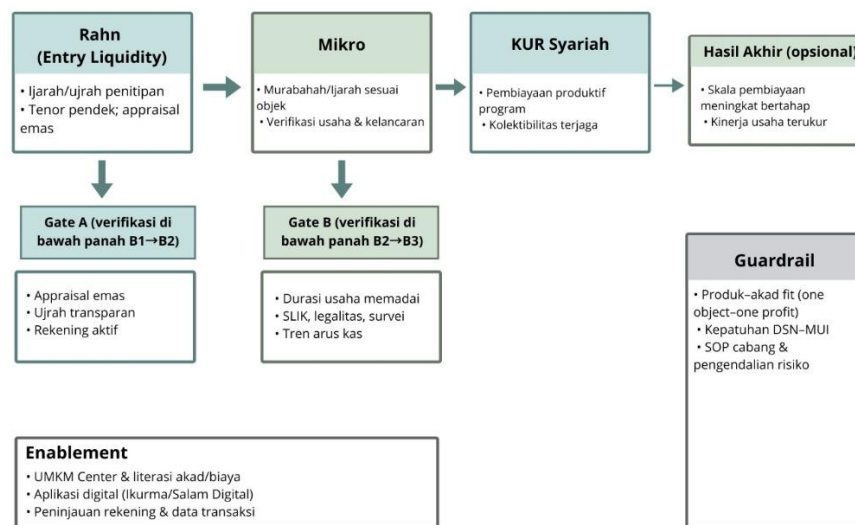 Rahn
(Entry Liquidity)
• Ijarah/ujrah penitipan
• Tenor pendek; appraisal
emas
Mikro
• Murabahah/Ijarah sesuai
objek
• Verifikasi usaha & kelancaran
KUR Syariah
• Pembiayaan produktif
program
• Kolektibilitas terjaga
Hasil Akhir (opsional)
• Skala pembiayaan
meningkat bertahap
• Kinerja usaha terukur
Gate A (verifikasi di
bawah panah B1→B2)
• Appraisal emas
• Ujrah transparan
• Rekening aktif
Gate B (verifikasi di
bawah panah B2→B3)
• Durasi usaha memadai
• SLIK, legalitas, survei
• Tren arus kas
Guardrail
• Produk–akad fit (one
object–one profit)
• Kepatuhan DSN–MUI
• SOP cabang &
pengendalian risiko
Enablement
• UMKM Center & literasi akad/biaya
• Aplikasi digital (Ikurma/Salam Digital)
• Peninjauan rekening & data transaksi